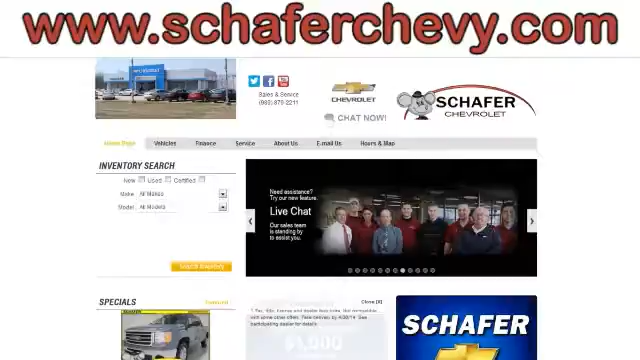 www.schaferchevy.com
Sales & Service
CHEVROLET
CHAT NOW!
SCHAFER
CHEVROLET
Home Page Vehicles Finance Service About Us E-mail Us Hours & Map
INVENTORY SEARCH
New Used Certified
Make All Makes
Model All Models
Search Inventory
Need assistance?
Try our new feature.
Live Chat
Our sales team
is standing by
to assist you.
SPECIALS
Close [X]
SCHAFER